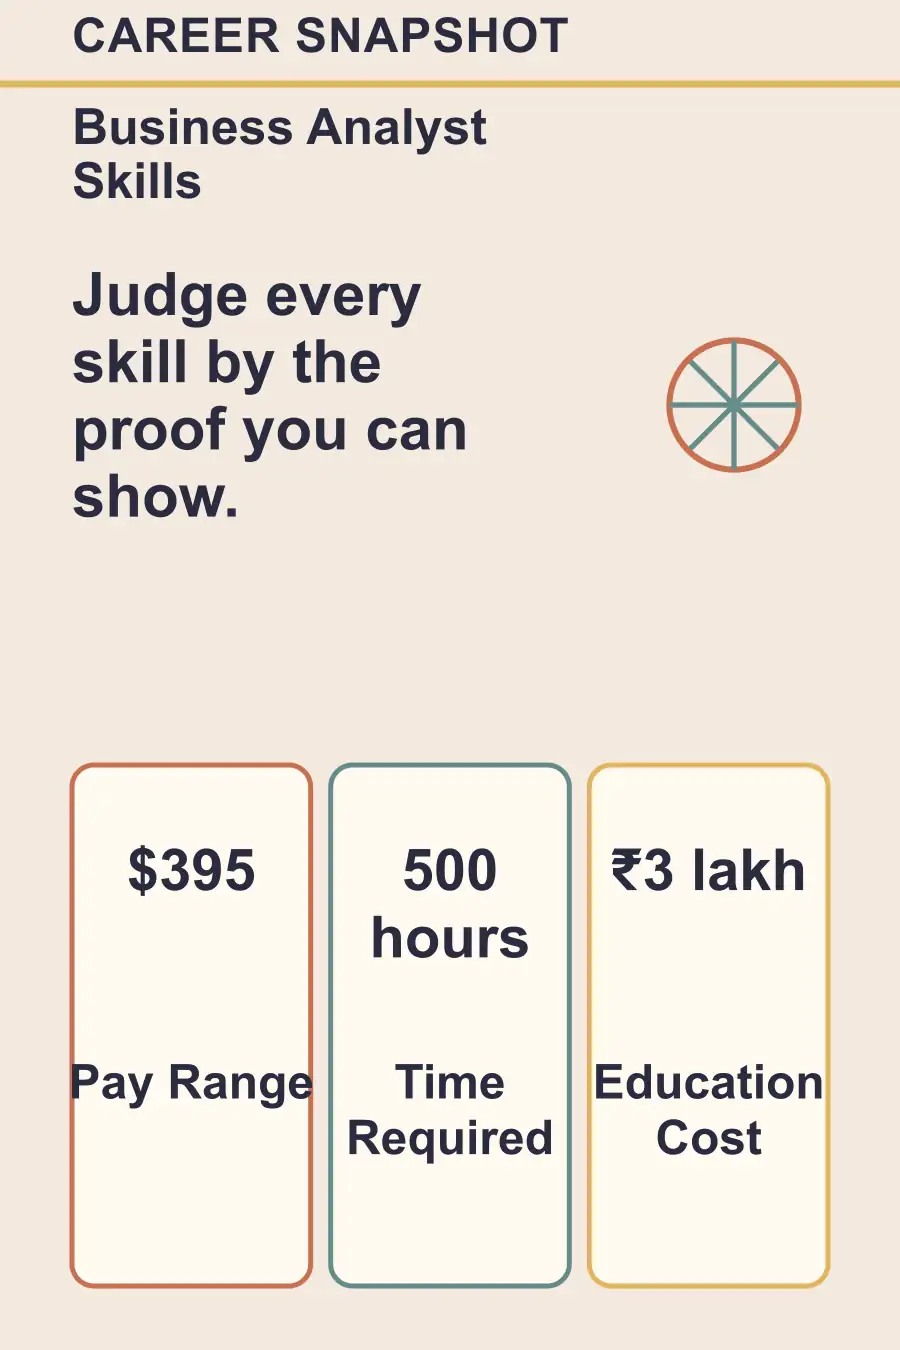 CAREER SNAPSHOT
Business Analyst
Skills
Judge every
skill by the
proof you can
show.
$395
Pay Range
500
hours
Time
Required
₹3 lakh
Education
Cost